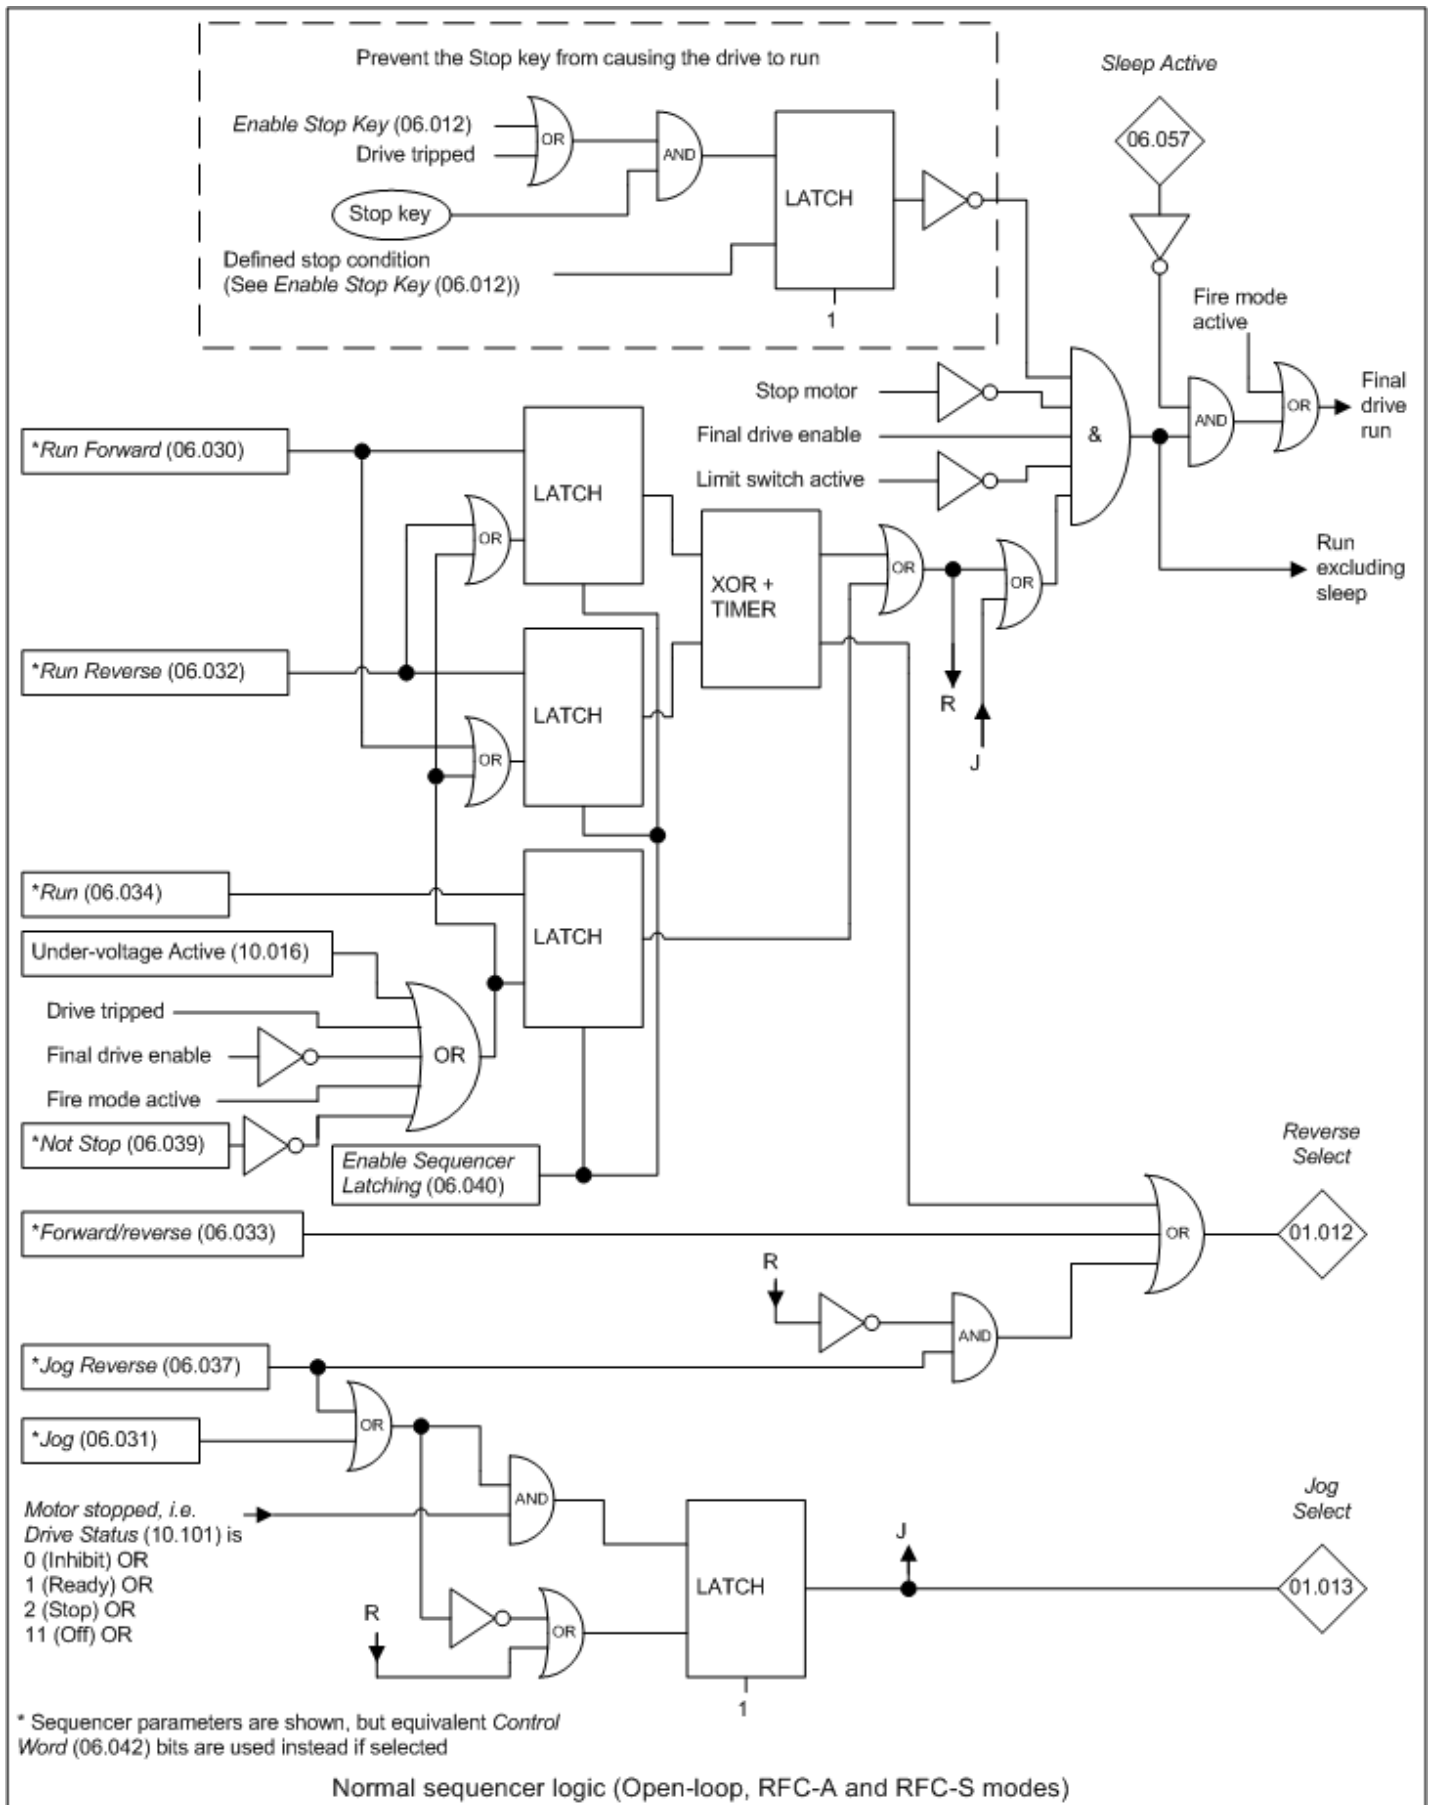 Prevent the Stop key from causing the drive to run
Sleep Active
Enable Stop Key (06.012)
Drive tripped
OR
AND
06.057
LATCH
Stop key
Defined stop condition
(See Enable Stop Key (06.012))
1
Fire mode
active
Stop motor
Final
drive
run
OR
AND
*Run Forward (06.030)
Final drive enable
&
Limit switch active
LATCH
OR
XOR +
TIMER
OR
OR
Run
excluding
sleep
*Run Reverse (06.032)
LATCH
R
J
OR
*Run (06.034)
LATCH
Under-voltage Active (10.016)
Drive tripped
Final drive enable
OR
Fire mode active
*Not Stop (06.039)
Enable Sequencer
Latching (06.040)
Reverse
Select
*Forward/reverse (06.033)
OR
01.012
R
AND
*Jog Reverse (06.037)
OR
*Jog (06.031)
AND
Motor stopped, i.e.
Drive Status (10.101) is
0 (Inhibit) OR
1 (Ready) OR
2 (Stop) OR
11 (Off) OR
Jog
Select
J
LATCH
01.013
R
OR
1
* Sequencer parameters are shown, but equivalent Control
Word (06.042) bits are used instead if selected
Normal sequencer logic (Open-loop, RFC-A and RFC-S modes)